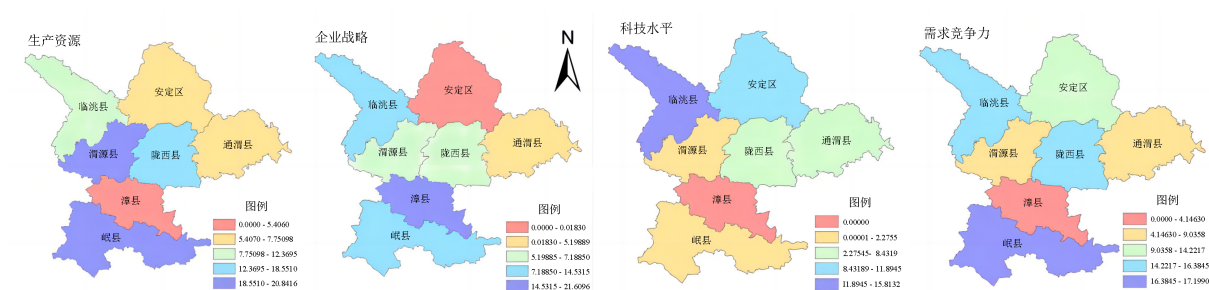 生产资源
临洮县
安定区
渭源县
陇西县
通渭县
漳县
岷县
图例
0.0000 - 5.4060
5.4070 - 7.75098
7.75098 - 12.3695
12.3695 - 18.5510
18.5510 - 20.8416
企业战略
N
临洮县
安定区
渭源县
陇西县
通渭县
漳县
岷县
图例
0.0000 - 0.01830
0.01830 - 5.19889
5.19885 - 7.18850
7.18850 - 14.5315
14.5315 - 21.6096
科技水平
临洮县
安定区
渭源县
陇西县
通渭县
漳县
岷县
图例
0.00000
0.00001 - 2.2755
2.27545- 8.4319
8.43189 - 11.8945
11.8945 - 15.8132
需求竞争力
临洮县
安定区
渭源县
陇西县
通渭县
漳县
岷县
图例
0.0000 - 4.14630
4.14630 - 9.0358
9.0358 - 14.2217
14.2217 - 16.3845
16.3845 - 17.1990